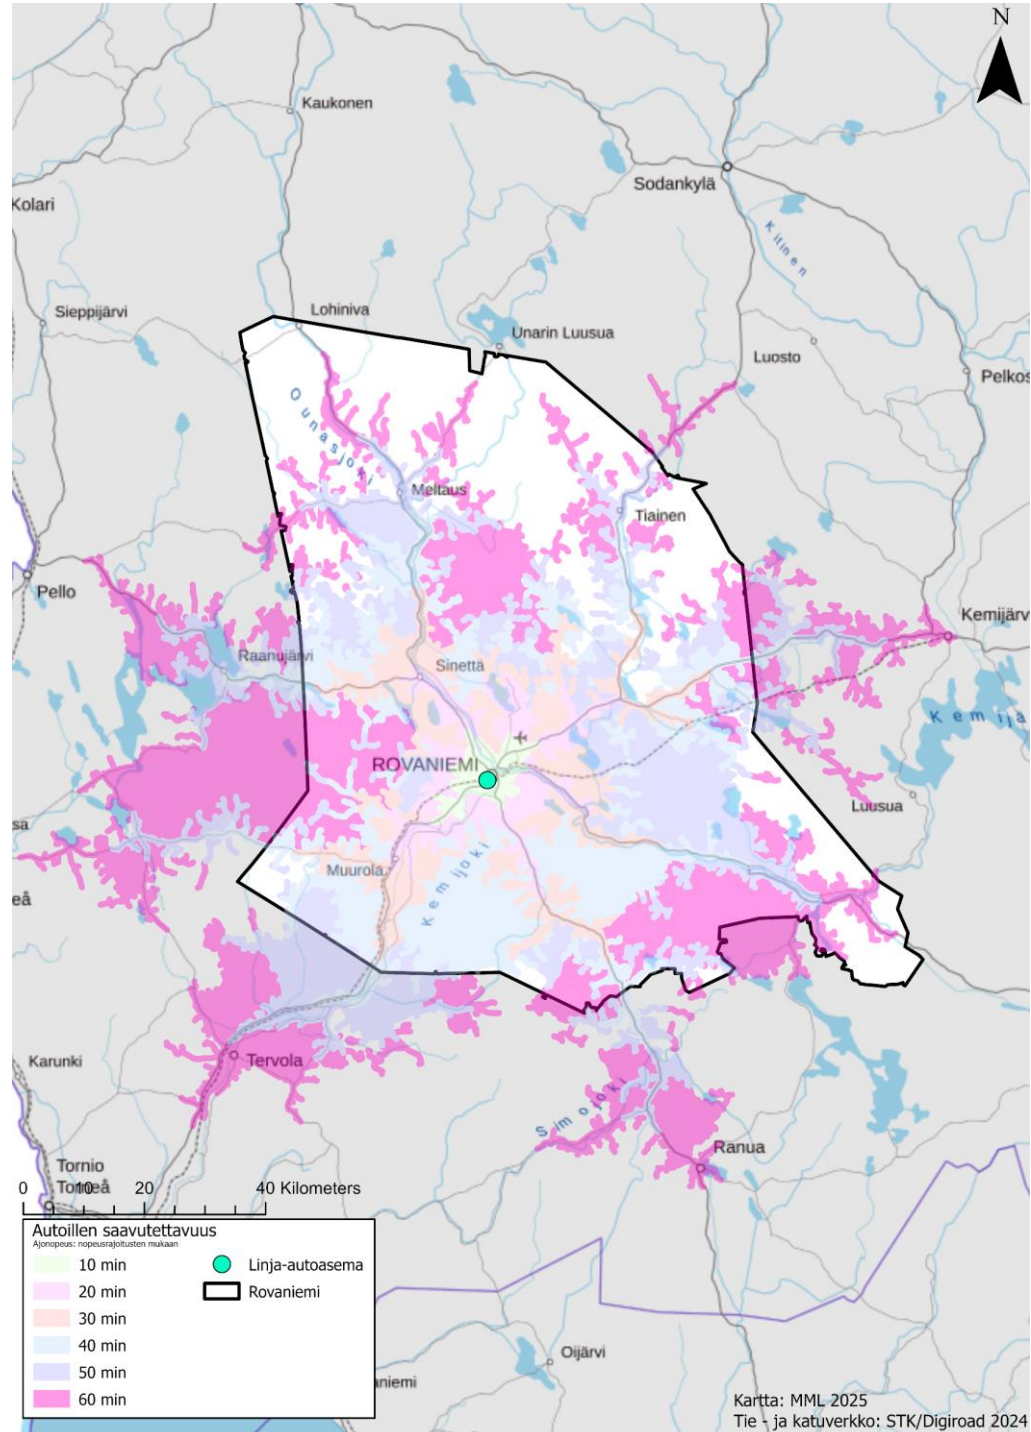 N
Kaukonen
Sodankylä
Kolari
Kitinen
Sieppijärvi
Lohiniva
Unarin Luusua
Luosto
Pelkos
Ounasjoki
Meltaus
Tiainen
Pello
Kemijärv
Raanujärvi
Sinettä
Kemijä
ROVANIEMI
Luusua
sa
Muurola
Kemijoki
eå
Karunki
Tervola
Simojoki
Ranua
Tornio
Torneå
0 10 20 40 Kilometers
Autoillen saavutettavuus
Ajonopeus: nopeusrajoitusten mukaan
10 min
20 min
30 min
40 min
50 min
60 min
Linja-autoasema
Rovaniemi
Oijärvi
aniemi
Kartta: MML 2025
Tie - ja katuverkko: STK/Digiroad 2024